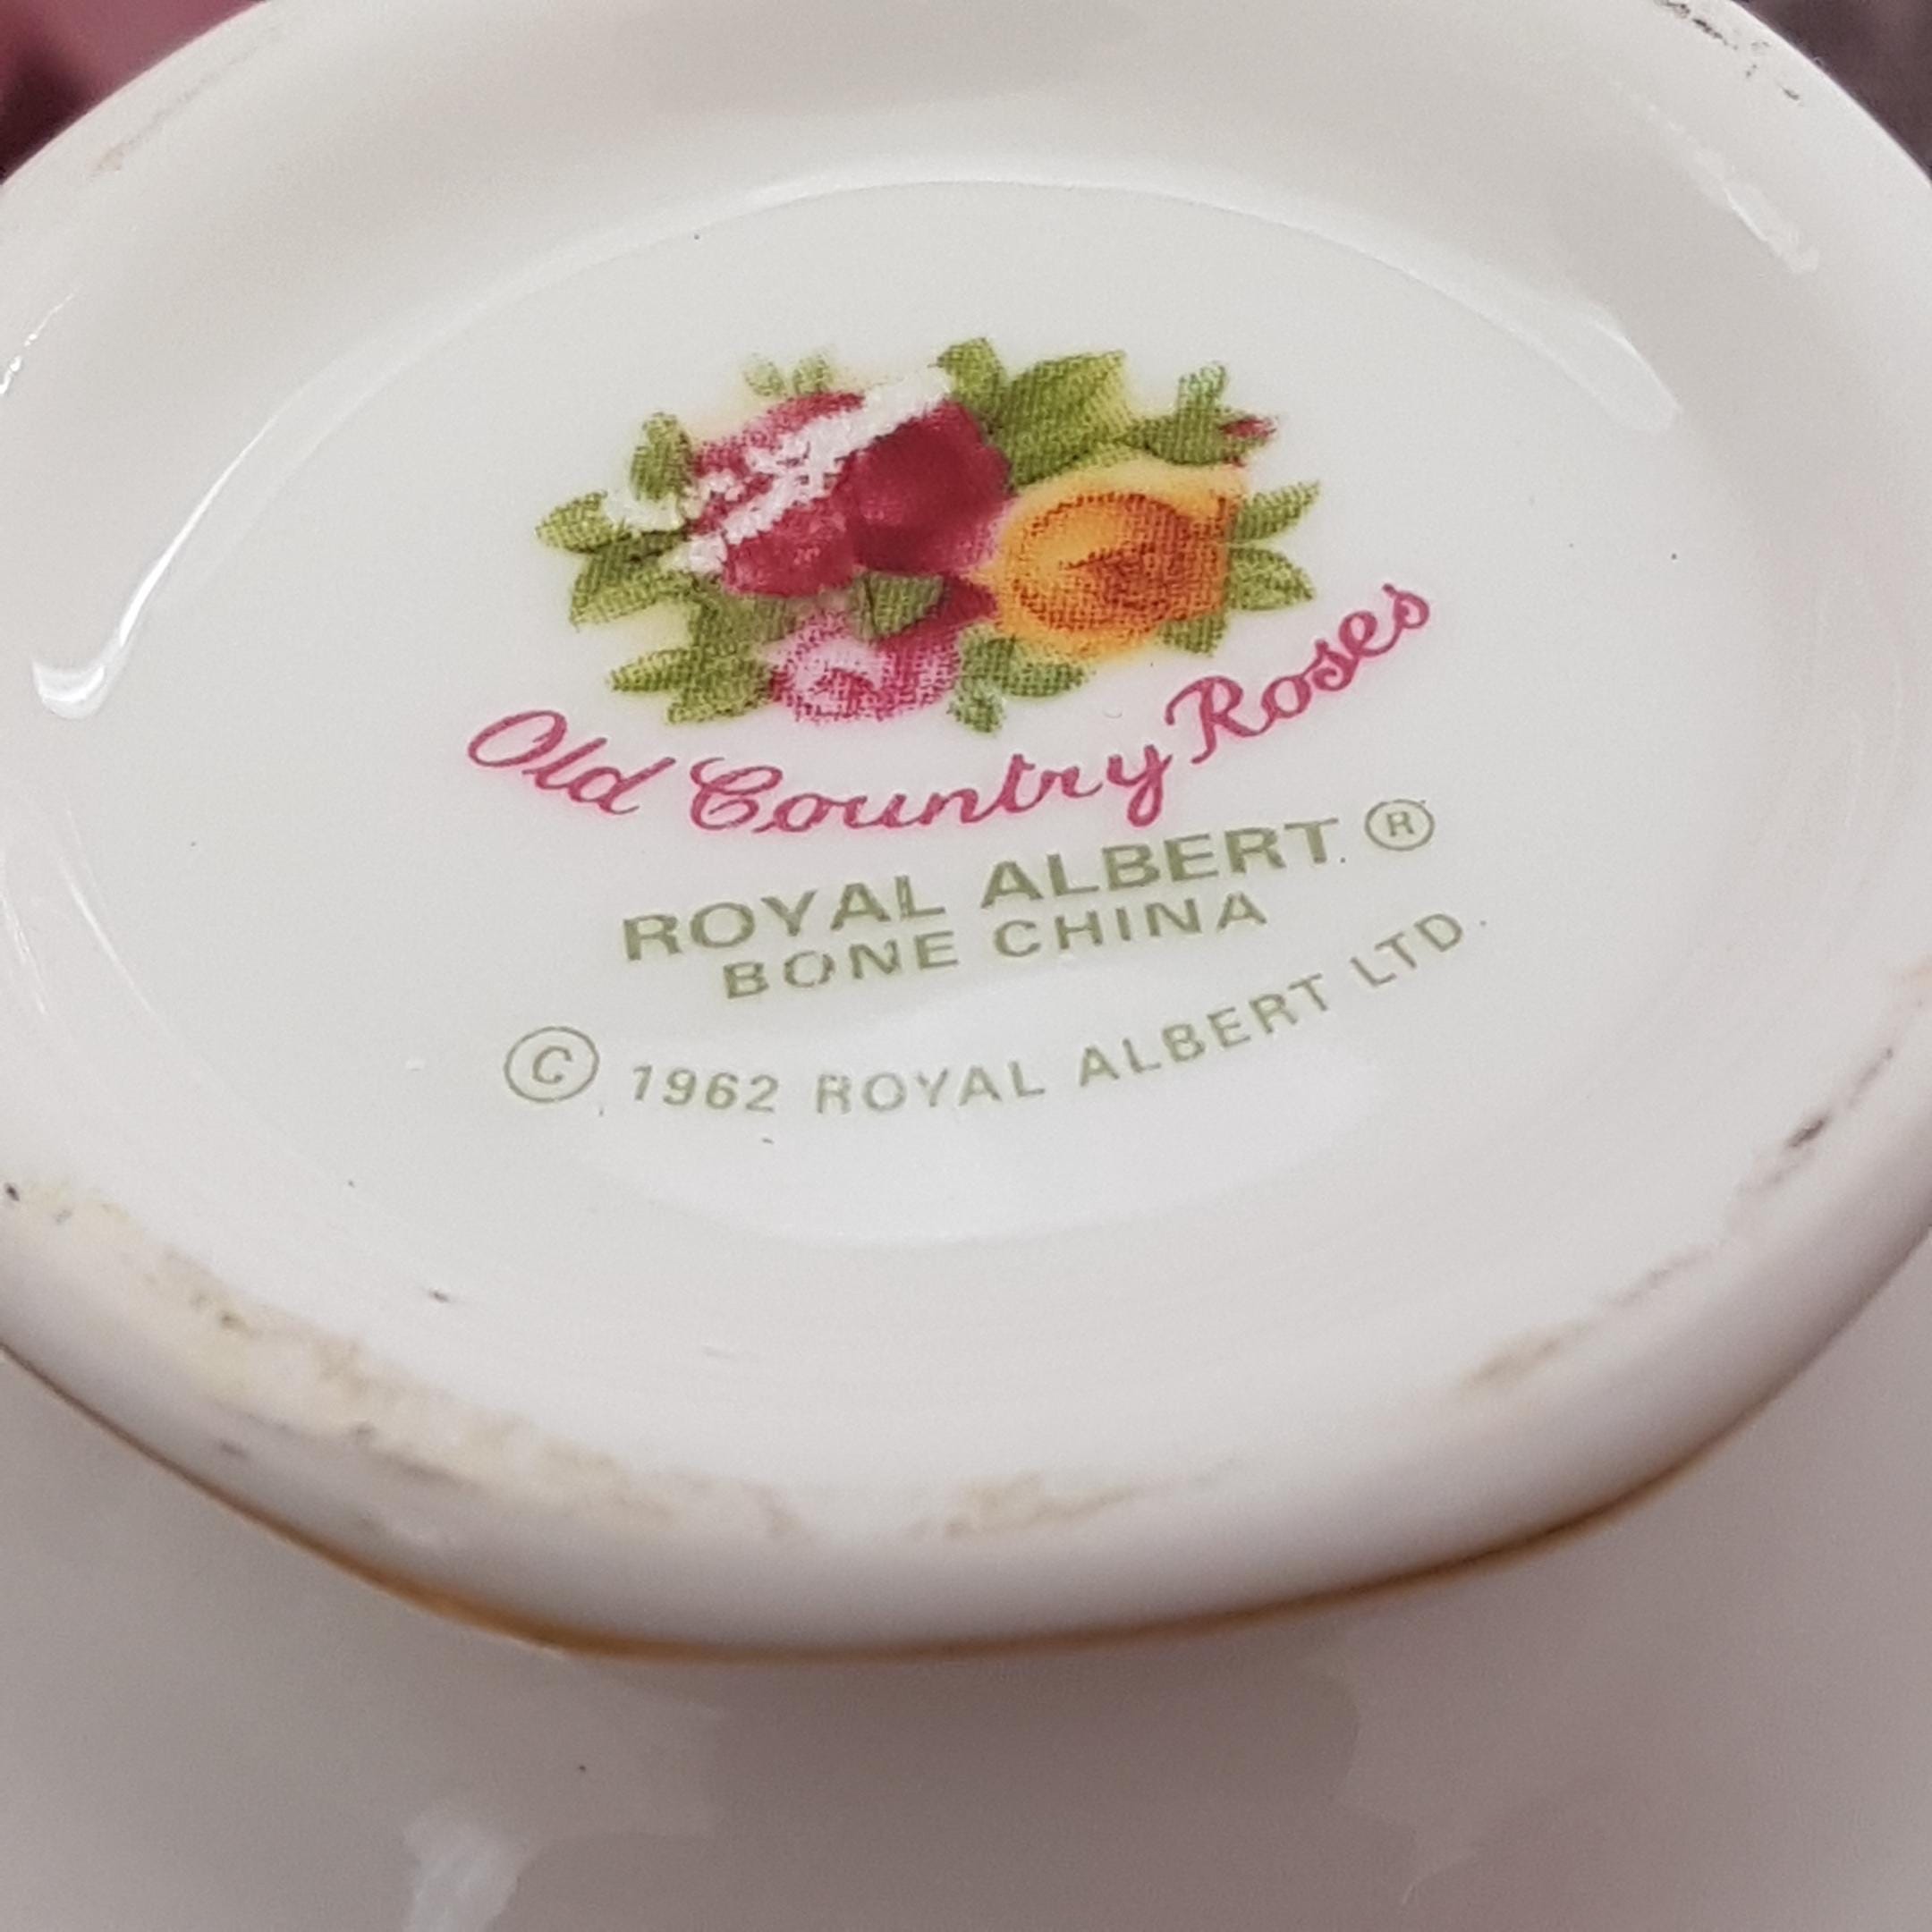 Old Country Roses
ROYAL ALBERT ®
BONE CHINA
© 1962 ROYAL ALBERT LTD